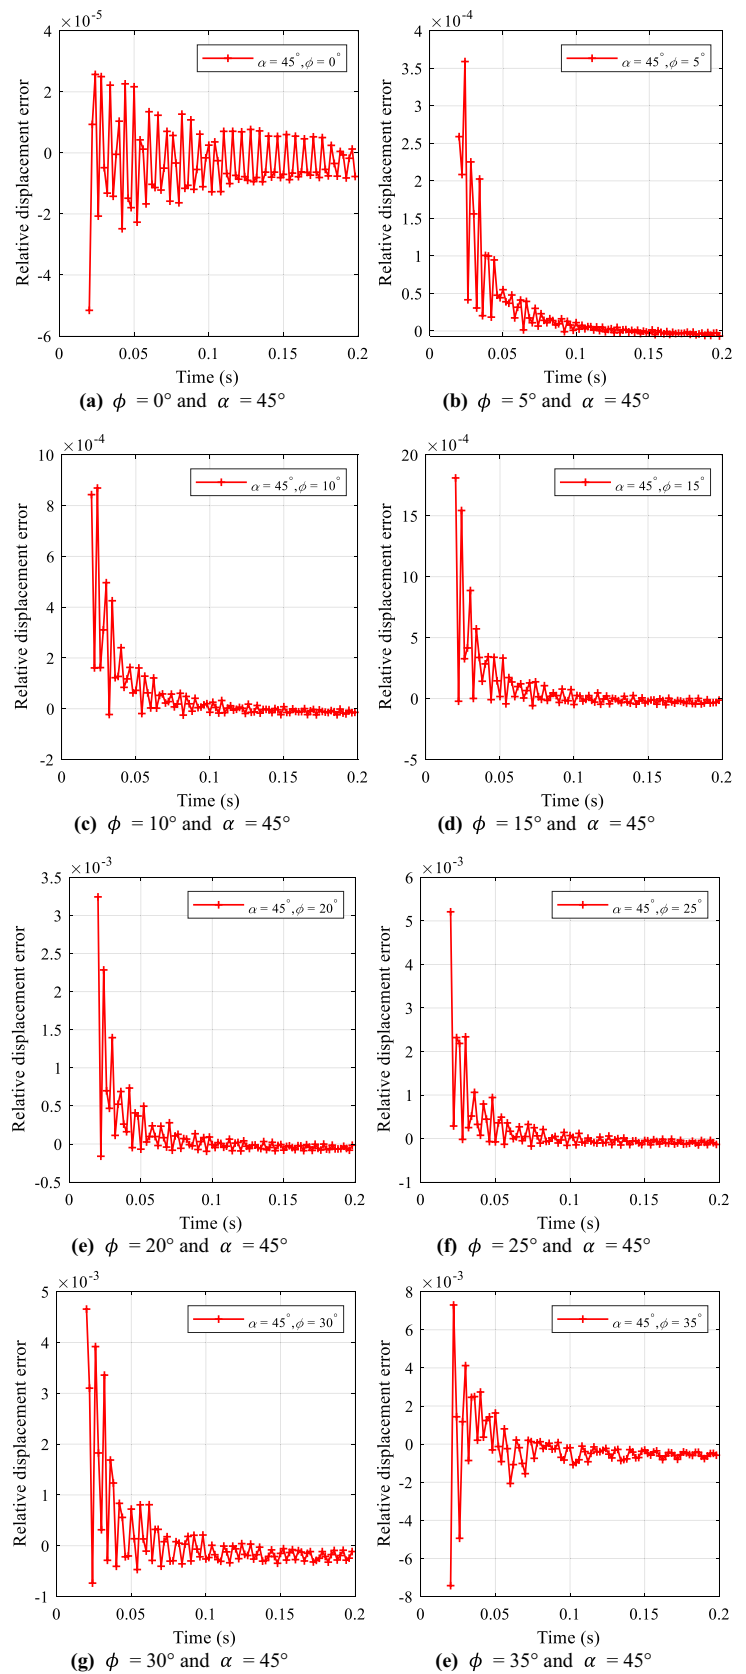 ×10⁻⁵
4
2
0
-2
-4
-6
0 0.05 0.1 0.15 0.2
Relative displacement error
α = 45°,ϕ = 0°
Time (s)
(a) ϕ = 0° and α = 45°
×10⁻⁴
4
3.5
3
2.5
2
1.5
1
0.5
0
0 0.05 0.1 0.15 0.2
Relative displacement error
α = 45°,ϕ = 5°
Time (s)
(b) ϕ = 5° and α = 45°
×10⁻⁴
10
8
6
4
2
0
-2
0 0.05 0.1 0.15 0.2
Relative displacement error
α = 45°,ϕ = 10°
Time (s)
(c) ϕ = 10° and α = 45°
×10⁻⁴
20
15
10
5
0
-5
0 0.05 0.1 0.15 0.2
Relative displacement error
α = 45°,ϕ = 15°
Time (s)
(d) ϕ = 15° and α = 45°
×10⁻³
3.5
3
2.5
2
1.5
1
0.5
0
-0.5
0 0.05 0.1 0.15 0.2
Relative displacement error
α = 45°,ϕ = 20°
Time (s)
(e) ϕ = 20° and α = 45°
×10⁻³
6
5
4
3
2
1
0
-1
0 0.05 0.1 0.15 0.2
Relative displacement error
α = 45°,ϕ = 25°
Time (s)
(f) ϕ = 25° and α = 45°
×10⁻³
5
4
3
2
1
0
-1
0 0.05 0.1 0.15 0.2
Relative displacement error
α = 45°,ϕ = 30°
Time (s)
(g) ϕ = 30° and α = 45°
×10⁻³
8
6
4
2
0
-2
-4
-6
-8
0 0.05 0.1 0.15 0.2
Relative displacement error
α = 45°,ϕ = 35°
Time (s)
(e) ϕ = 35° and α = 45°